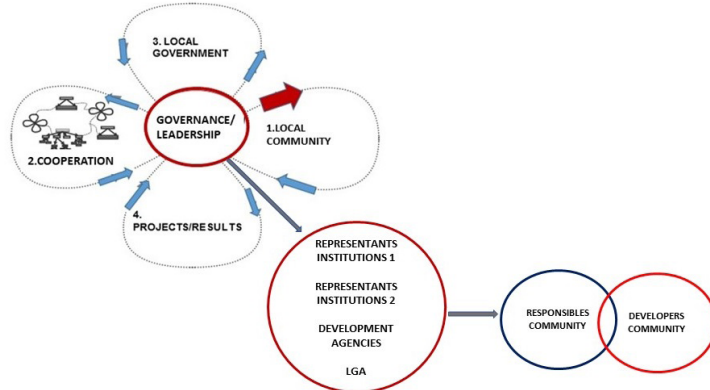 3. LOCAL
GOVERNMENT
GOVERNANCE/
LEADERSHIP
1.LOCAL
COMMUNITY
2.COOPERATION
4.
PROJECTS/RESULTS
REPRESENTANTS
INSTITUTIONS 1
REPRESENTANTS
INSTITUTIONS 2
DEVELOPMENT
AGENCIES
LGA
RESPONSIBLES
COMMUNITY
DEVELOPERS
COMMUNITY